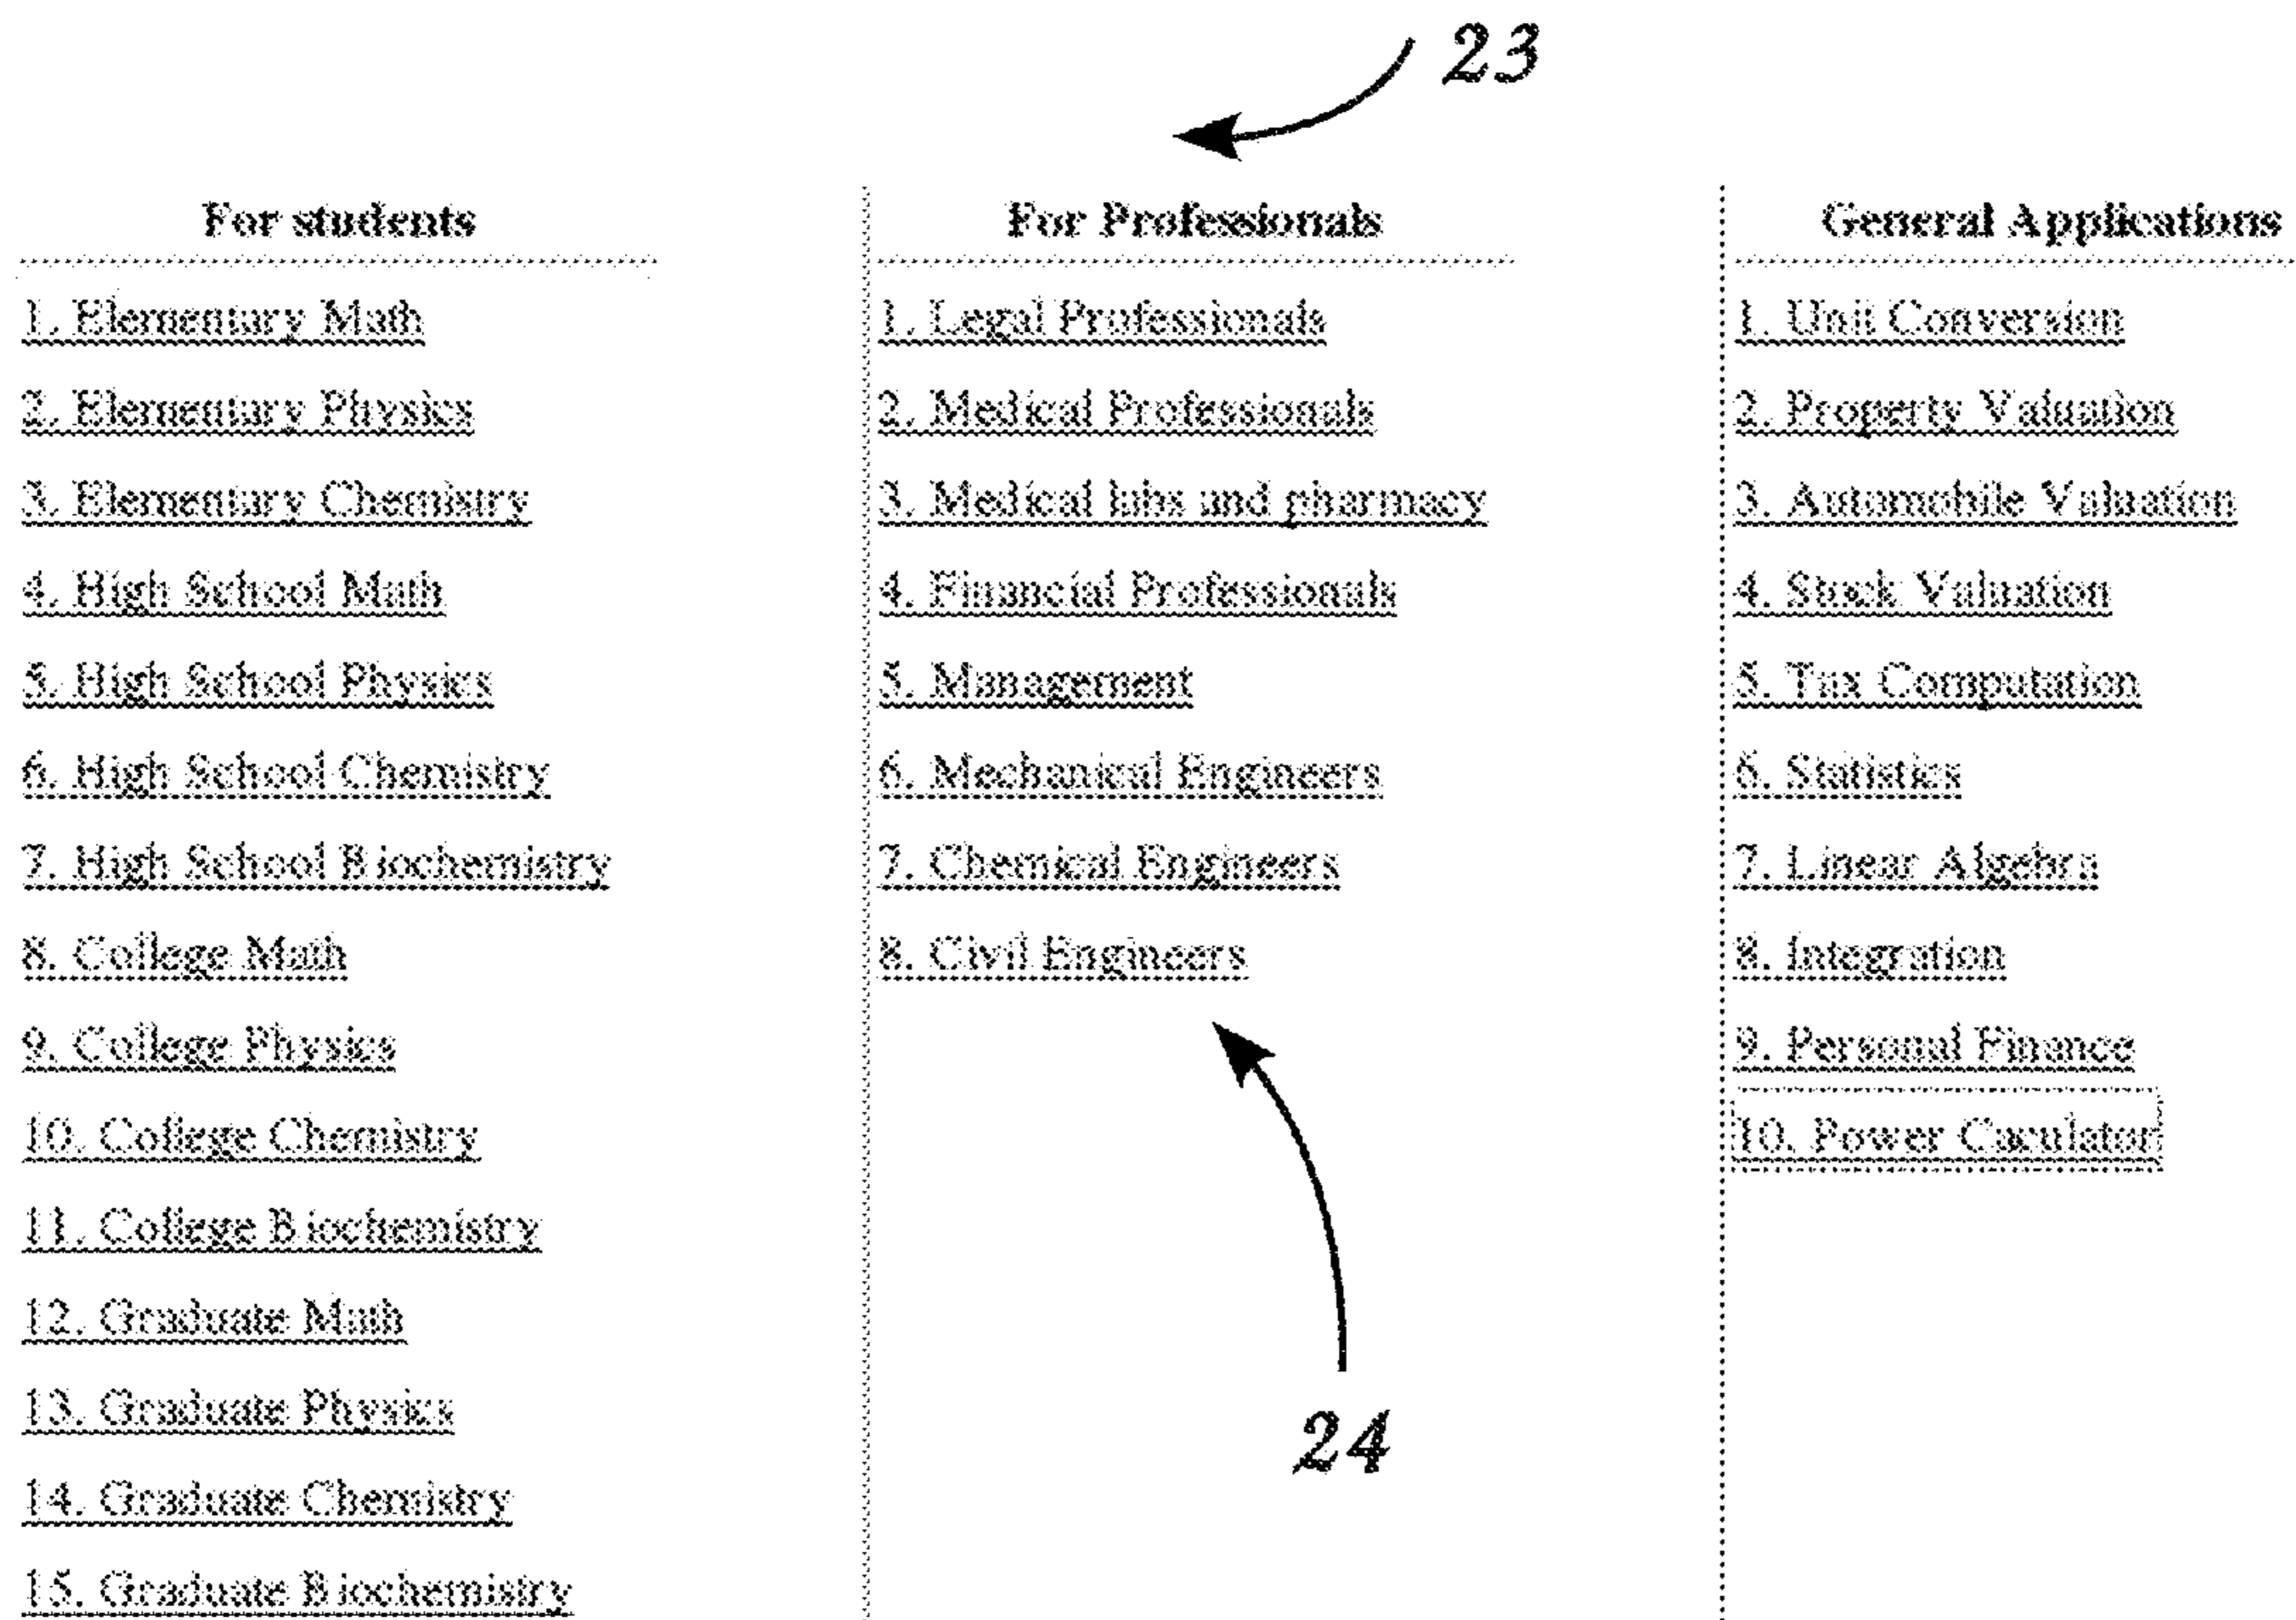 23
For students
1. Elementary Math
2. Elementary Physics
3. Elementary Chemistry
4. High School Math
5. High School Physics
6. High School Chemistry
7. High School Biochemistry
8. College Math
9. College Physics
10. College Chemistry
11. College Biochemistry
12. Graduate Math
13. Graduate Physics
14. Graduate Chemistry
15. Graduate Biochemistry
For Professionals
1. Legal Professionals
2. Medical Professionals
3. Medical labs and pharmacy
4. Financial Professionals
5. Management
6. Mechanical Engineers
7. Chemical Engineers
8. Civil Engineers
24
General Applications
1. Unit Conversion
2. Property Valuation
3. Automobile Valuation
4. Stock Valuation
5. Tax Computation
6. Statistics
7. Linear Algebra
8. Integration
9. Personal Finance
10. Power Caculator